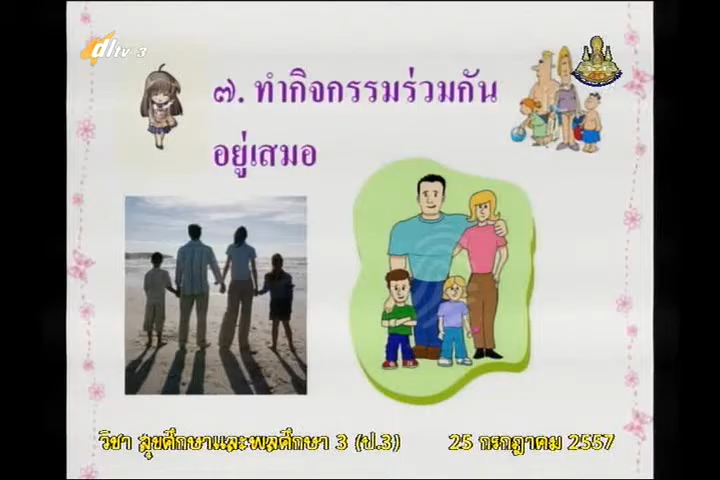 dltv 3
๗. ทำกิจกรรมร่วมกัน
อยู่เสมอ
วิชา สุขศึกษาและพลศึกษา 3 (ป.3) 25 กรกฎาคม 2557